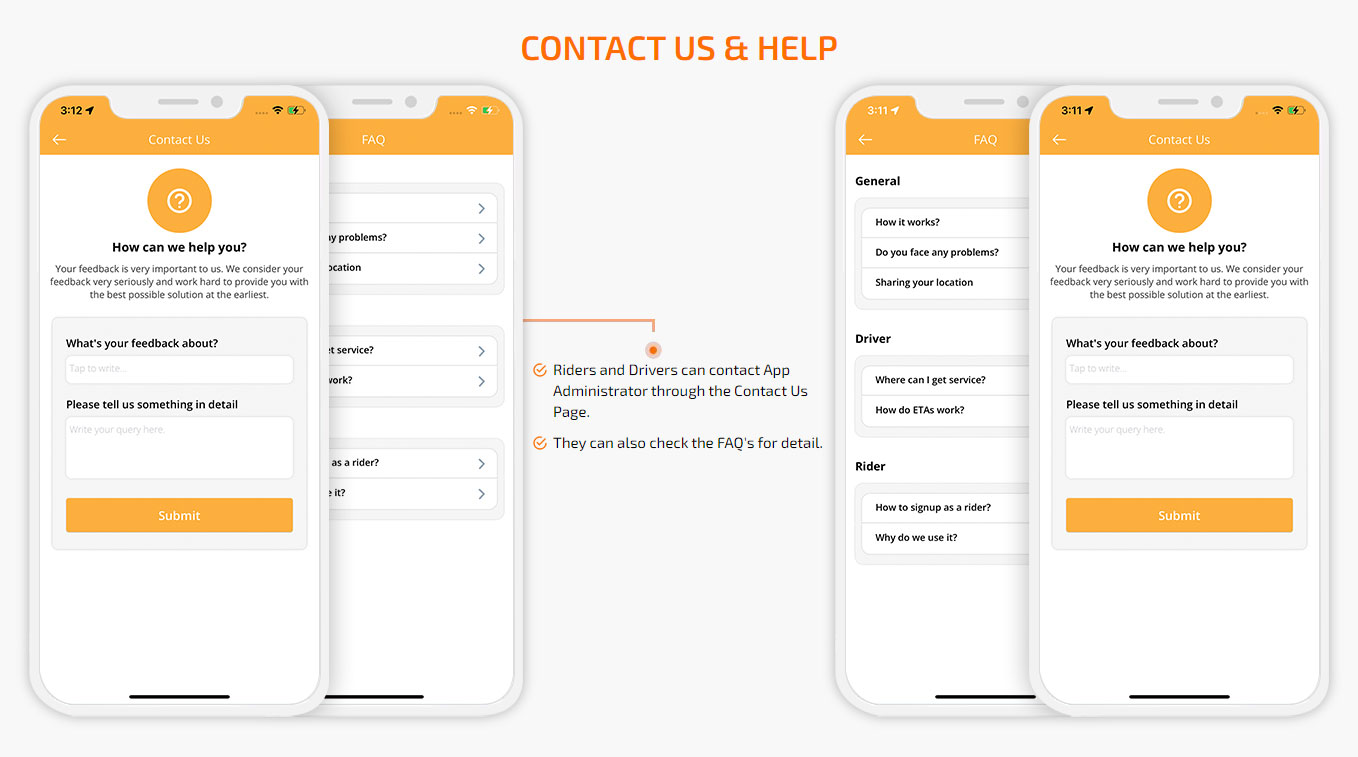 CONTACT US & HELP
3:12
Contact Us
How can we help you?
Your feedback is very important to us. We consider your
feedback very seriously and work hard to provide you with
the best possible solution at the earliest.
What's your feedback about?
Tap to write...
Please tell us something in detail
Write your query here.
Submit
FAQ
problems?
service?
as a rider?
it?
Riders and Drivers can contact App
Administrator through the Contact Us
Page.
They can also check the FAQ's for detail.
3:11
FAQ
General
How it works?
Do you face any problems?
Sharing your location
Driver
Where can I get service?
How do ETAs work?
Rider
How to signup as a rider?
Why do we use it?
3:11
Contact Us
How can we help you?
Your feedback is very important to us. We consider your
feedback very seriously and work hard to provide you with
the best possible solution at the earliest.
What's your feedback about?
Tap to write...
Please tell us something in detail
Write your query here.
Submit